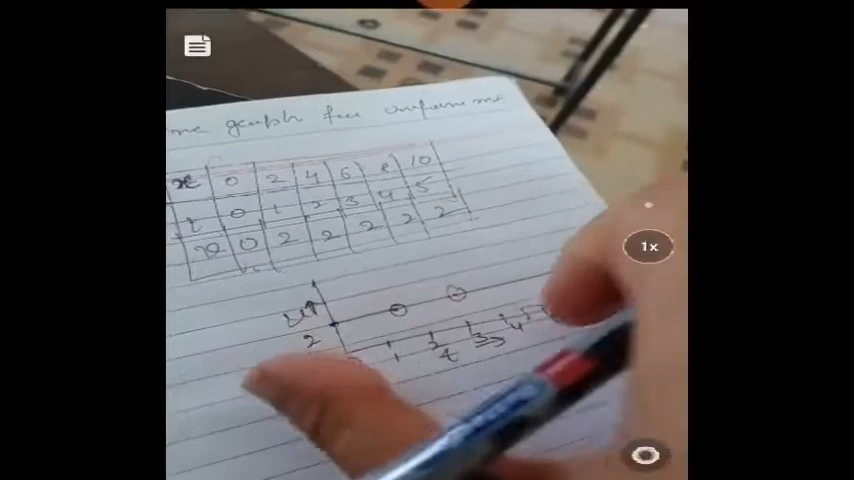 graph for uniform
x 0 2 4 6 8 10
t 0 1 2 3 4 5
v 0 2 2 2 2 2
v↑
2
1 2 3 4 5
t →
1x